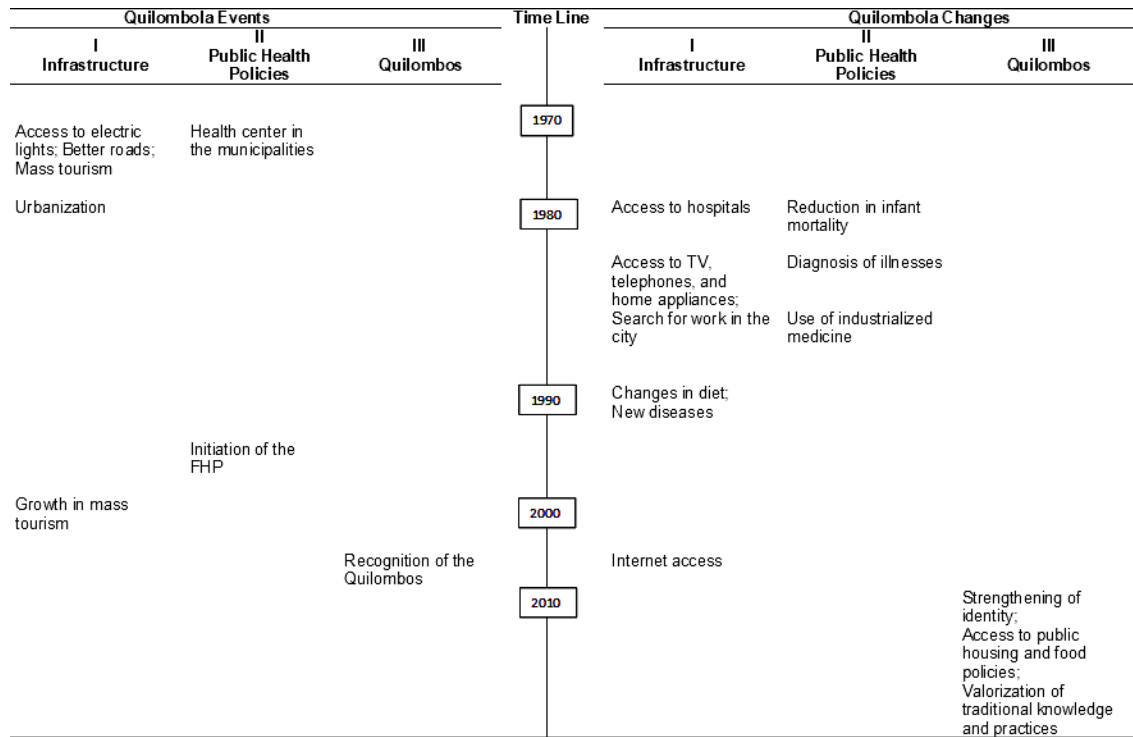 Quilombola Events Time Line Quilombola Changes
I
Infrastructure
II
Public Health
Policies
III
Quilombos
I
Infrastructure
II
Public Health
Policies
III
Quilombos
1970
Access to electric
lights; Better roads;
Mass tourism
Health center in
the municipalities
Urbanization
1980
Access to hospitals
Reduction in infant
mortality
Access to TV,
telephones, and
home appliances;
Search for work in the
city
Diagnosis of illnesses
Use of industrialized
medicine
1990
Changes in diet;
New diseases
Initiation of the
FHP
Growth in mass
tourism
2000
Recognition of the
Quilombos
Internet access
2010
Strengthening of
identity;
Access to public
housing and food
policies;
Valorization of
traditional knowledge
and practices